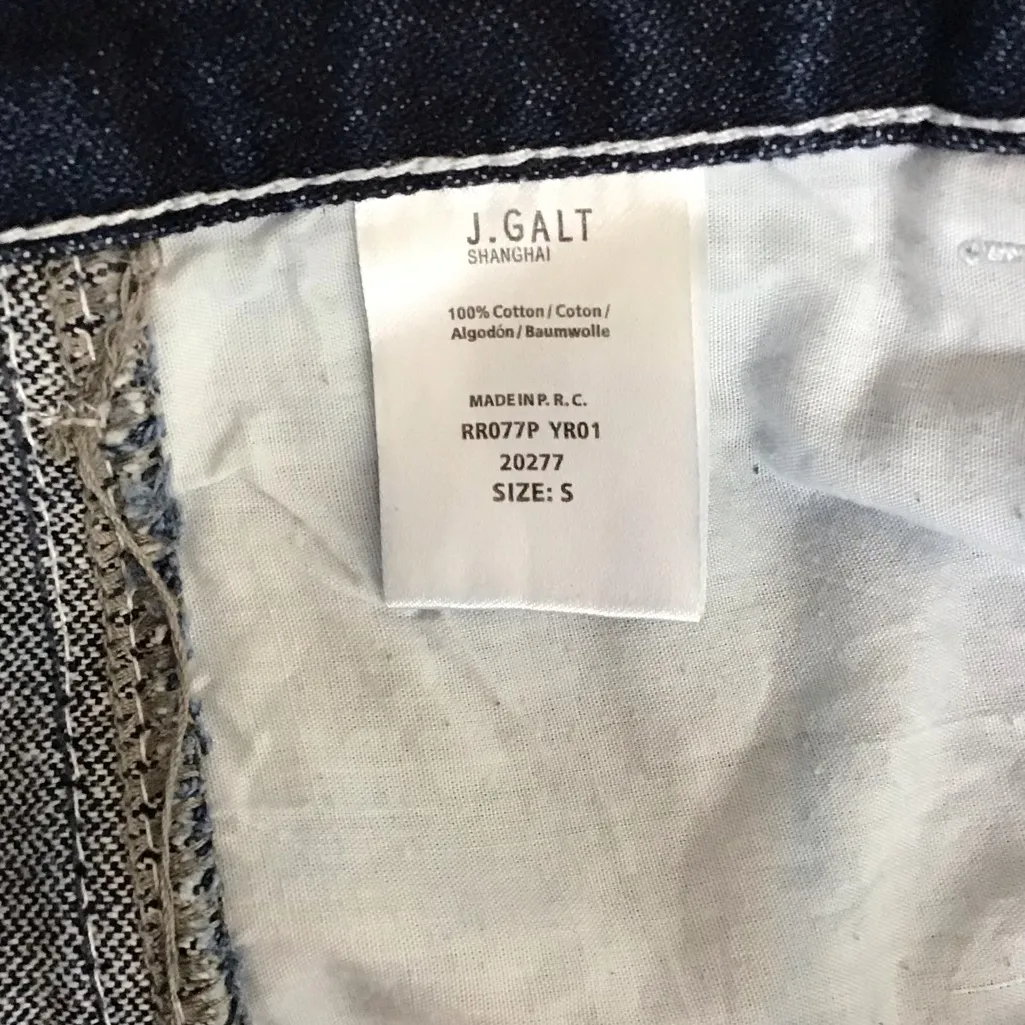 J.GALT
SHANGHAI
100% Cotton / Coton /
Algodón / Baumwolle
MADE IN P. R. C.
RR077P YR01
20277
SIZE: S